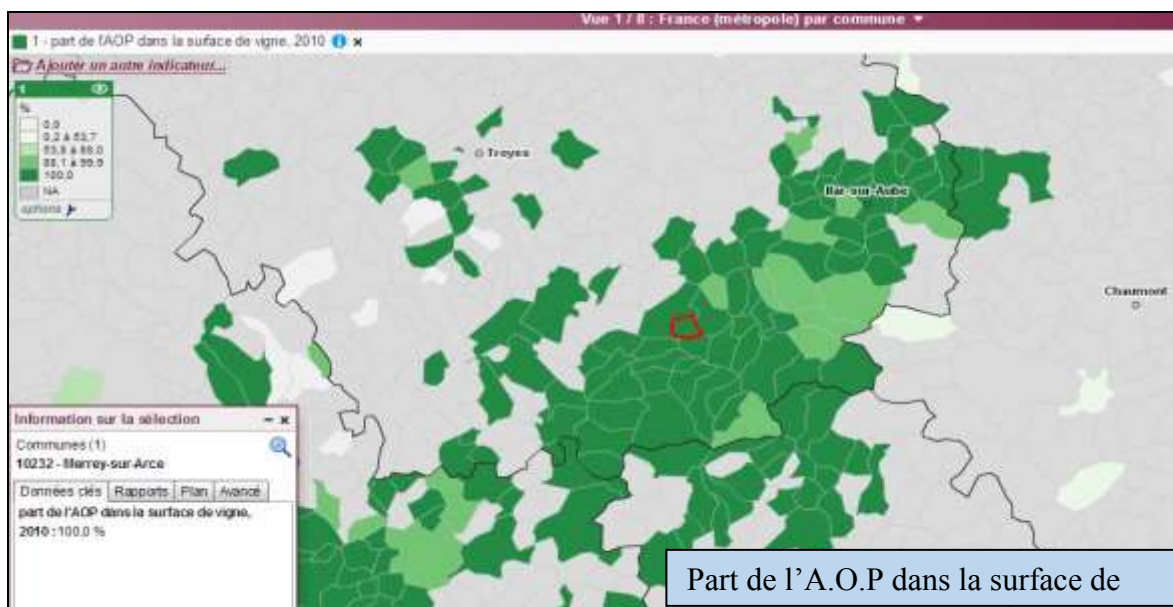 Vue 1 / 8 : France (métropole) par commune
1 - part de l'AOP dans la surface de vigne, 2010
Ajouter un autre indicateur...
1
%
0,0
0,2 à 53,7
53,8 à 88,0
88,1 à 99,9
100,0
NA
options
Troyes
Bar-sur-Aube
Chaumont
Information sur la sélection
Communes (1)
10232 - Merrey-sur-Arce
Données clés Rapports Plan Avancé
part de l'AOP dans la surface de vigne,
2010 : 100.0 %
Part de l'A.O.P dans la surface de